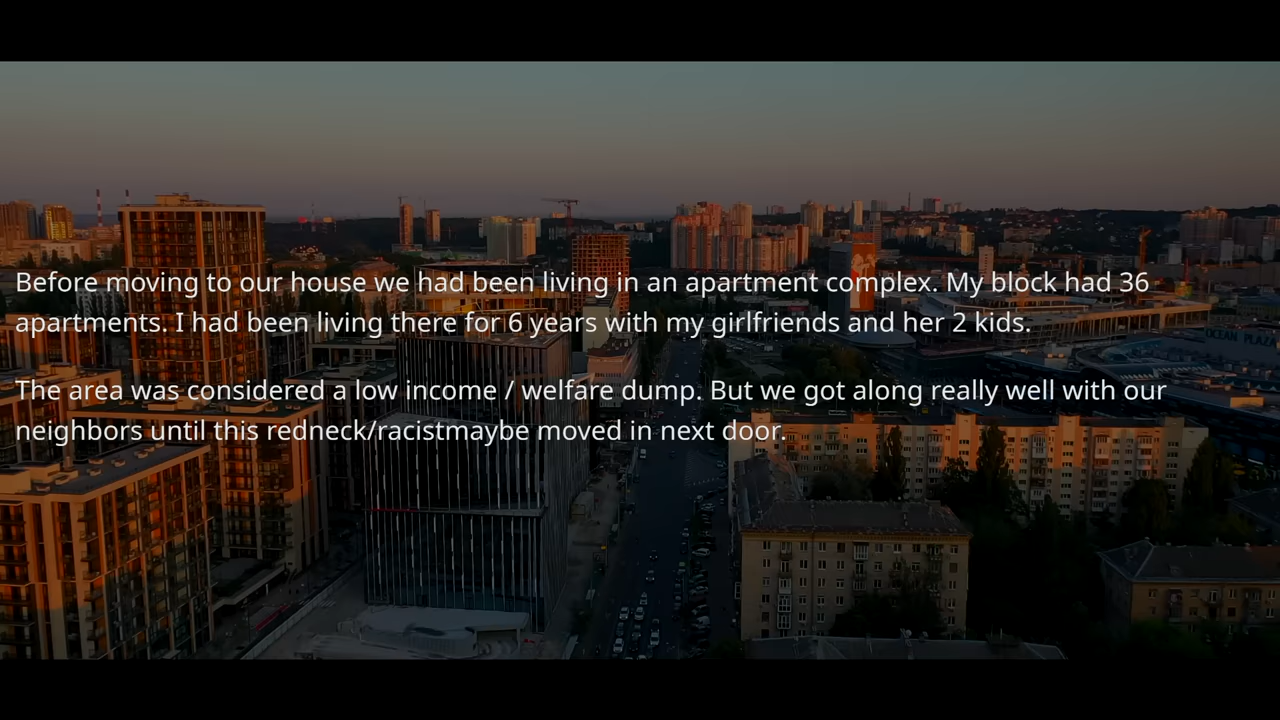 Before moving to our house we had been living in an apartment complex. My block had 36
apartments. I had been living there for 6 years with my girlfriends and her 2 kids.
The area was considered a low income / welfare dump. But we got along really well with our
neighbors until this redneck/racistmaybe moved in next door.
OCEAN PLAZA